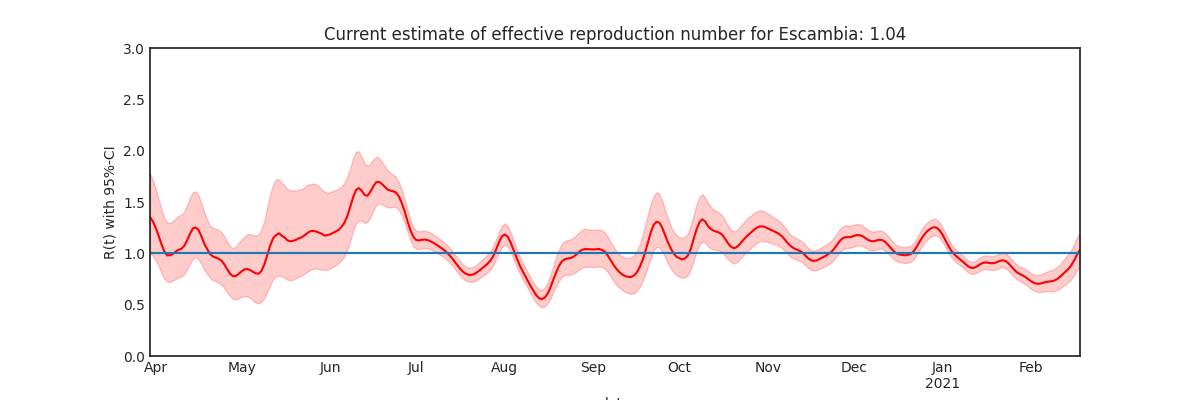 Current estimate of effective reproduction number for Escambia: 1.04
R(t) with 95%-CI
3.0
2.5
2.0
1.5
1.0
0.5
0.0
Apr May Jun Jul Aug Sep Oct Nov Dec Jan Feb
2021